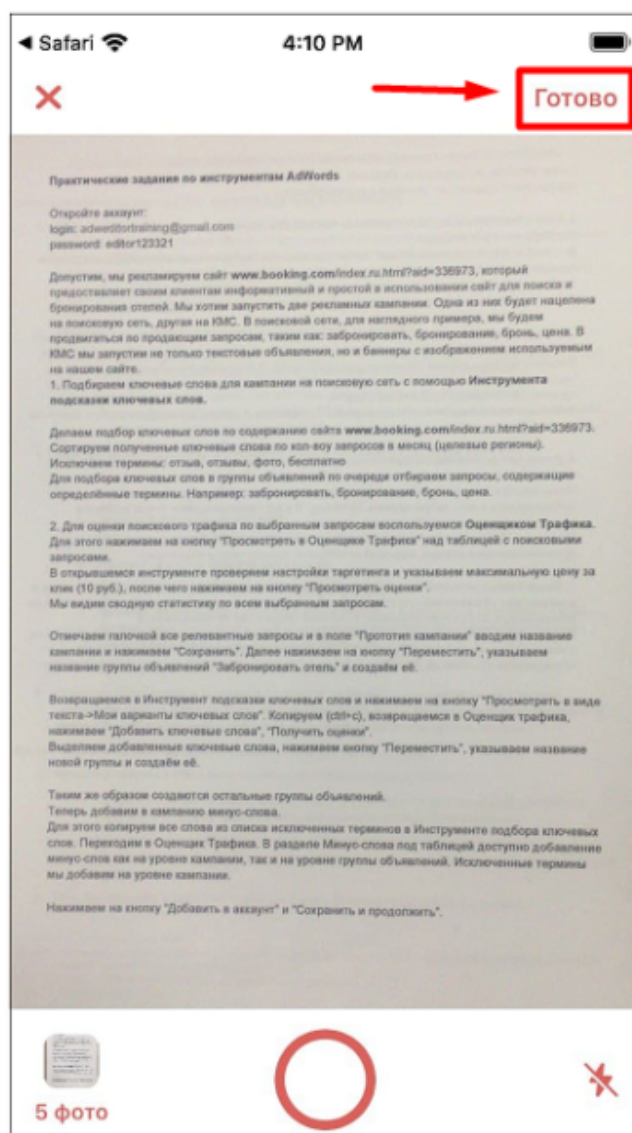 Safari
4:10 PM
Готово
Практические задания по инструментам AdWords
Откройте аккаунт:
login: adweditortraining@gmail.com
password: editor123321
Допустим, мы рекламируем сайт www.booking.com/index.ru.html?aid=336973, который
предоставляет своим клиентам информативный и простой в использовании сайт для поиска и
бронирования отелей. Мы хотим запустить две рекламных кампании. Одна из них будет нацелена
на поисковую сеть, другая на КМС. В поисковой сети, для наглядного примера, мы будем
продвигаться по продающим запросам, таким как: забронировать, бронирование, бронь, цена. В
КМС мы запустим не только текстовые объявления, но и баннеры с изображением используемым
на нашем сайте.
1. Подбираем ключевые слова для кампании на поисковую сеть с помощью Инструмента
подсказки ключевых слов.
Делаем подбор ключевых слов по содержанию сайта www.booking.com/index.ru.html?aid=336973.
Сортируем полученные ключевые слова по кол-воу запросов в месяц (целевые регионы).
Исключаем термины: отзыв, отзывы, фото, бесплатно
Для подбора ключевых слов в группы объявлений по очереди отбираем запросы, содержащие
определённые термины. Например: забронировать, бронирование, бронь, цена.
2. Для оценки поискового трафика по выбранным запросам воспользуемся Оценщиком Трафика.
Для этого нажимаем на кнопку "Просмотреть в Оценщике Трафика" над таблицей с поисковыми
запросами.
В открывшемся инструменте проверяем настройки таргетинга и указываем максимальную цену за
клик (10 руб.), после чего нажимаем на кнопку "Просмотреть оценки".
Мы видим сводную статистику по всем выбранным запросам.
Отмечаем галочкой все релевантные запросы и в поле "Прототип кампании" вводим название
кампании и нажимаем "Сохранить". Далее нажимаем на кнопку "Переместить", указываем
название группы объявлений "Забронировать отель" и создаём её.
Возвращаемся в Инструмент подсказки ключевых слов и нажимаем на кнопку "Просмотреть в виде
текста->Мои варианты ключевых слов". Копируем (ctrl+c), возвращаемся в Оценщик трафика,
нажимаем "Добавить ключевые слова", "Получить оценки".
Выделяем добавленные ключевые слова, нажимаем кнопку "Переместить", указываем название
новой группы и создаём её.
Таким же образом создаются остальные группы объявлений.
Теперь добавим в кампанию минус-слова.
Для этого копируем все слова из списка исключенных терминов в Инструменте подбора ключевых
слов. Переходим в Оценщик Трафика. В разделе Минус-слова под таблицей доступно добавление
минус-слов как на уровне кампании, так и на уровне группы объявлений. Исключенные термины
мы добавим на уровне кампании.
Нажимаем на кнопку "Добавить в аккаунт" и "Сохранить и продолжить".
5 фото